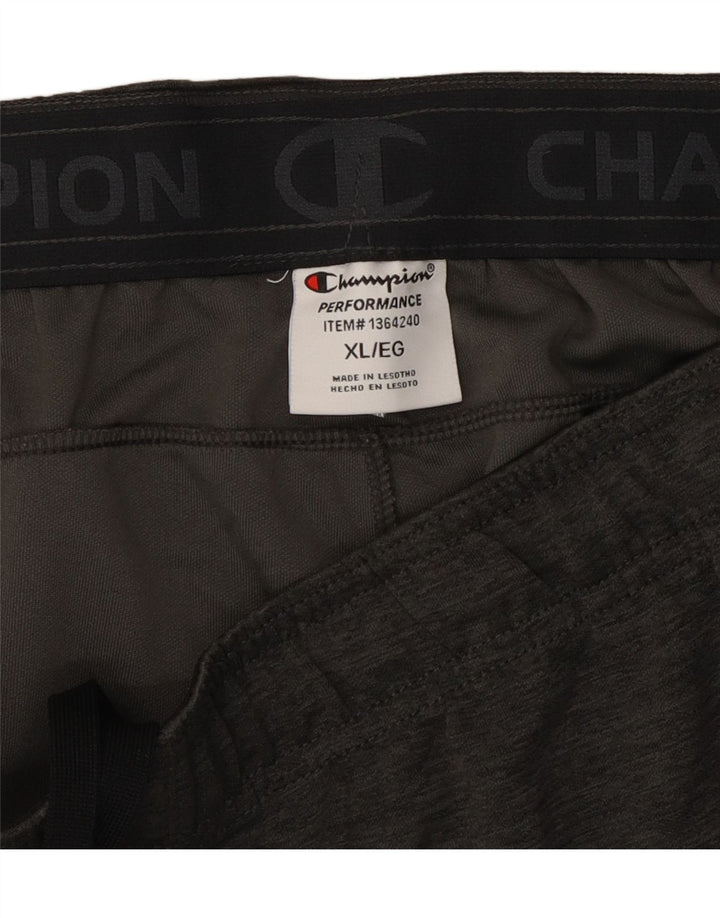 PION C CHA
Champion®
PERFORMANCE
ITEM# 1364240
XL/EG
MADE IN LESOTHO
HECHO EN LESOTO